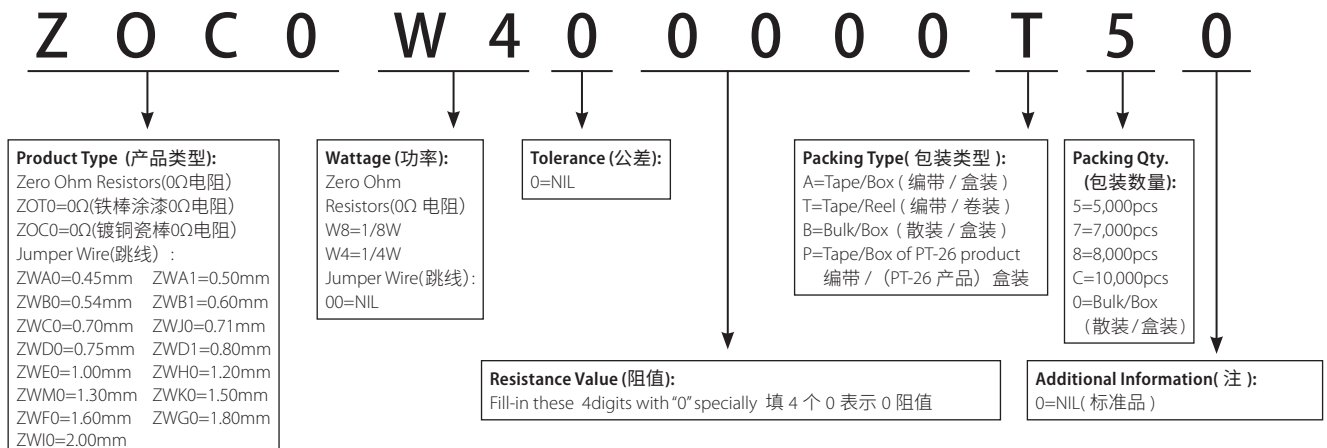 Z O C 0 W 4 0 0 0 0 0 T 5 0
Product Type (产品类型):
Zero Ohm Resistors(0Ω电阻)
ZOT0=0Ω(铁棒涂漆0Ω电阻)
ZOC0=0Ω(镀铜瓷棒0Ω电阻)
Jumper Wire(跳线) :
ZWA0=0.45mm ZWA1=0.50mm
ZWB0=0.54mm ZWB1=0.60mm
ZWC0=0.70mm ZWJ0=0.71mm
ZWD0=0.75mm ZWD1=0.80mm
ZWE0=1.00mm ZWH0=1.20mm
ZWM0=1.30mm ZWK0=1.50mm
ZWF0=1.60mm ZWG0=1.80mm
ZWI0=2.00mm
Wattage (功率):
Zero Ohm
Resistors(0Ω 电阻)
W8=1/8W
W4=1/4W
Jumper Wire(跳线) :
00=NIL
Tolerance (公差):
0=NIL
Resistance Value (阻值):
Fill-in these 4digits with “0” specially 填 4 个 0 表示 0 阻值
Packing Type( 包装类型 ):
A=Tape/Box ( 编带 / 盒装 )
T=Tape/Reel ( 编带 / 卷装 )
B=Bulk/Box ( 散装 / 盒装 )
P=Tape/Box of PT-26 product
编带 / (PT-26 产品) 盒装
Packing Qty.
(包装数量):
5=5,000pcs
7=7,000pcs
8=8,000pcs
C=10,000pcs
0=Bulk/Box
(散装 / 盒装)
Additional Information( 注 ):
0=NIL( 标准品 )